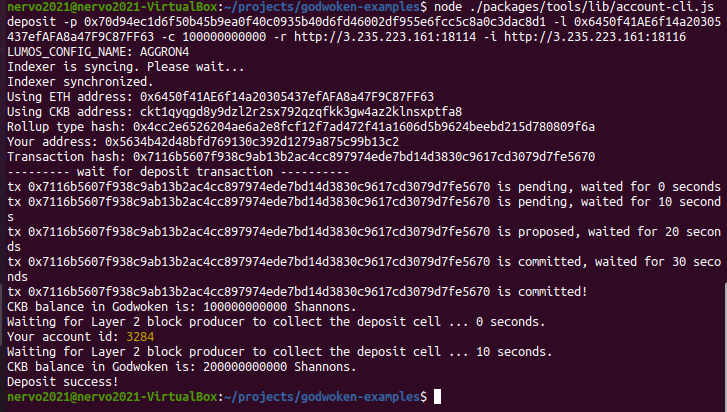 nervo2021@nervo2021-VirtualBox:~/projects/godwoken-examples$ node ./packages/tools/lib/account-cli.js
deposit -p 0x70d94ec1d6f50b45b9ea0f40c0935b40d6fd46002df955e6fcc5c8a0c3dac8d1 -l 0x6450f41AE6f14a20305
437efAFA8a47F9C87FF63 -c 100000000000 -r http://3.235.223.161:18114 -i http://3.235.223.161:18116
LUMOS_CONFIG_NAME: AGGRON4
Indexer is syncing. Please wait...
Indexer synchronized.
Using ETH address: 0x6450f41AE6f14a20305437efAFA8a47F9C87FF63
Using CKB address: ckt1qyqgd8y9dzl2r2sx792qzqfkk3gw4az2klnsxptfa8
Rollup type hash: 0x4cc2e6526204ae6a2e8fcf12f7ad472f41a1606d5b9624beebd215d780809f6a
Your address: 0x5634b42d48bfd769130c392d1279a875c99b13c2
Transaction hash: 0x7116b5607f938c9ab13b2ac4cc897974ede7bd14d3830c9617cd3079d7fe5670
--------- wait for deposit transaction ----------
tx 0x7116b5607f938c9ab13b2ac4cc897974ede7bd14d3830c9617cd3079d7fe5670 is pending, waited for 0 seconds
tx 0x7116b5607f938c9ab13b2ac4cc897974ede7bd14d3830c9617cd3079d7fe5670 is pending, waited for 10 second
s
tx 0x7116b5607f938c9ab13b2ac4cc897974ede7bd14d3830c9617cd3079d7fe5670 is proposed, waited for 20 secon
ds
tx 0x7116b5607f938c9ab13b2ac4cc897974ede7bd14d3830c9617cd3079d7fe5670 is committed, waited for 30 seco
nds
tx 0x7116b5607f938c9ab13b2ac4cc897974ede7bd14d3830c9617cd3079d7fe5670 is committed!
CKB balance in Godwoken is: 100000000000 Shannons.
Waiting for Layer 2 block producer to collect the deposit cell ... 0 seconds.
Your account id: 3284
Waiting for Layer 2 block producer to collect the deposit cell ... 10 seconds.
CKB balance in Godwoken is: 200000000000 Shannons.
Deposit success!
nervo2021@nervo2021-VirtualBox:~/projects/godwoken-examples$